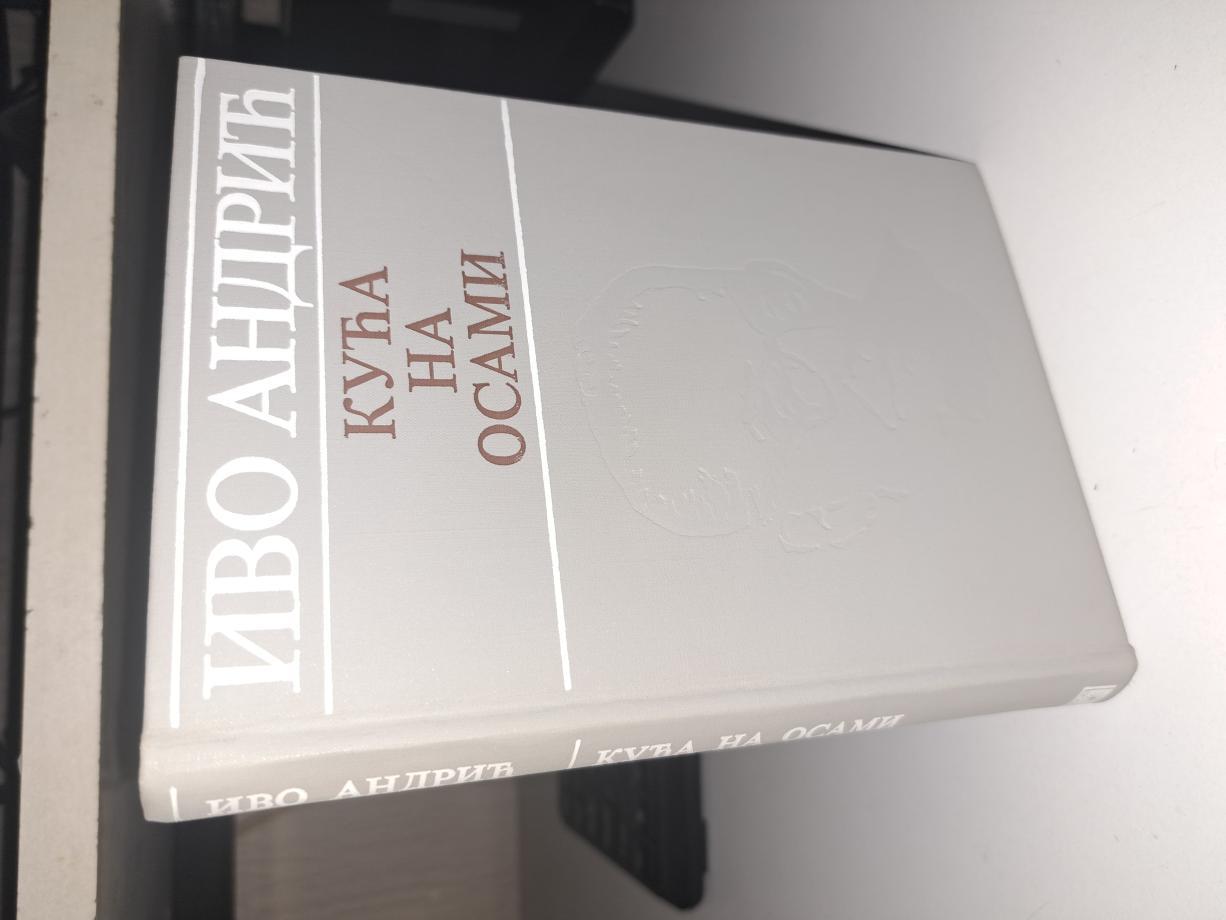 ИВО АНДРИЋ
КУЋА
НА
ОСАМИ
ИВО АНДРИЋ / КУЋА НА ОСАМИ